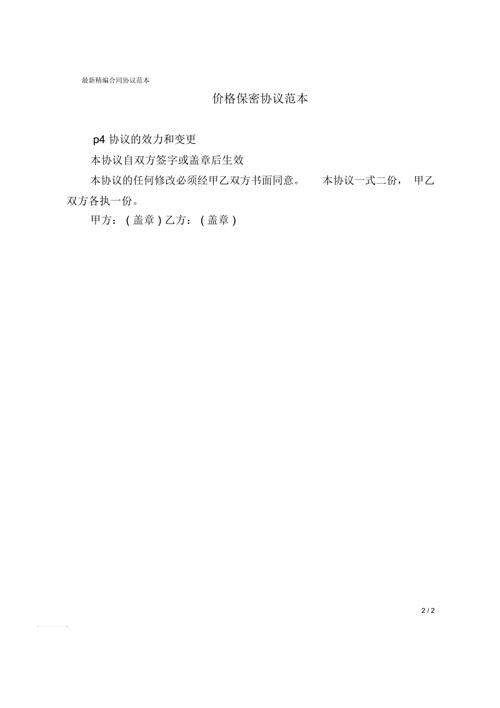 最新精编合同协议范本
价格保密协议范本
p4 协议的效力和变更
本协议自双方签字或盖章后生效
本协议的任何修改必须经甲乙双方书面同意。 本协议一式二份， 甲乙
双方各执一份。
甲方： ( 盖章 ) 乙方： ( 盖章 )
2 / 2